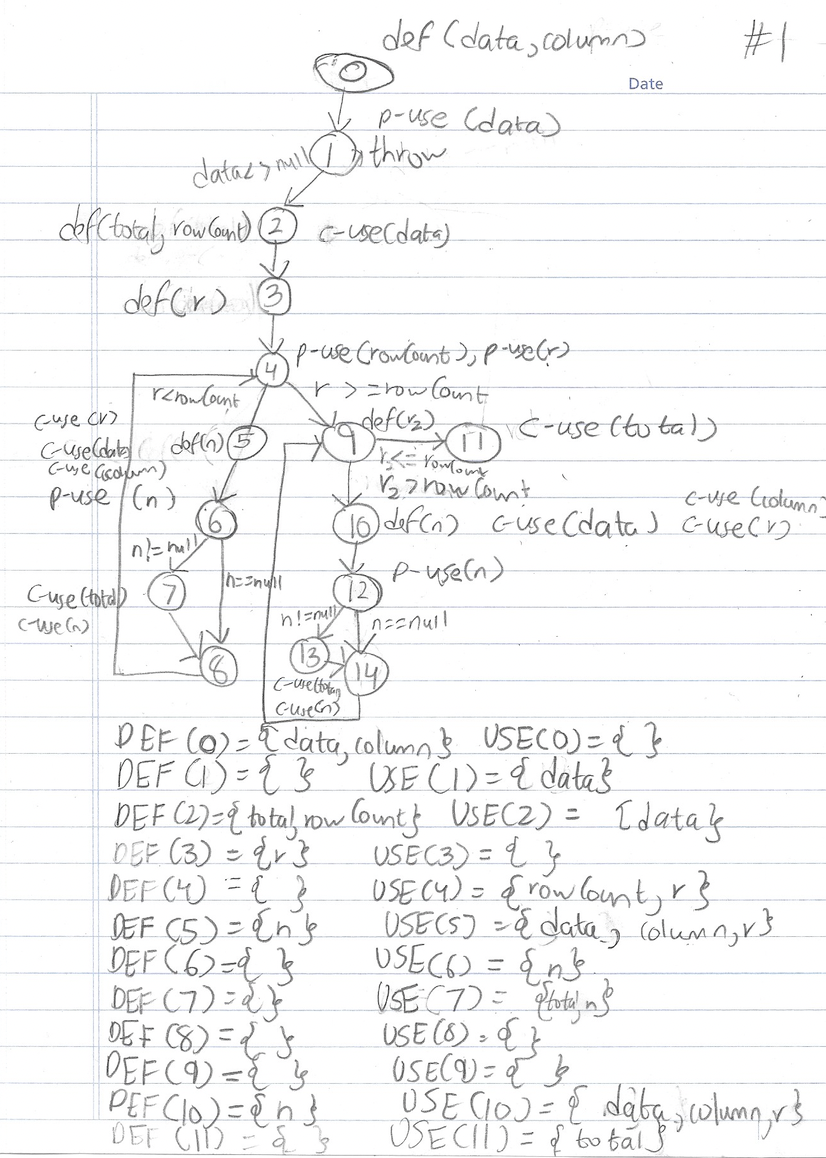 def (data, column) #1
0
Date
p-use (data)
data<>null 1 throw
def(total, rowCount) 2 c-use(data)
def(r) 3
4 p-use(rowCount), p-use(r)
r<rowCount r >= rowCount
c-use(r)
c-use(data) def(n) 5 9 def(r2) 11 c-use(total)
c-use(column) r2<=rowCount
p-use (n) r2>rowCount
6 10 def(n) c-use(data) c-use(column)
c-use(r)
n!=null n==null 12 p-use(n)
c-use(total) 7 n!=null n==null
c-use(n) 13
8 14
c-use(total)
c-use(n)
DEF (0)={data, column} USE(0)={ }
DEF (1)={ } USE (1)={data}
DEF (2)={total, rowCount} USE(2) = {data}
DEF (3) = {r} USE(3) = { }
DEF (4) = { } USE(4) = {rowCount, r}
DEF (5) = {n} USE(5) = {data, column, r}
DEF (6)={ } USE(6) = {n}
DEF (7)={} USE (7) = {total, n}
DEF (8)={ } USE (8) = { }
DEF (9)={ } USE(9)={ }
DEF (10)={n} USE(10)={data, column, r}
DEF (11) = { } USE(11) = {total}